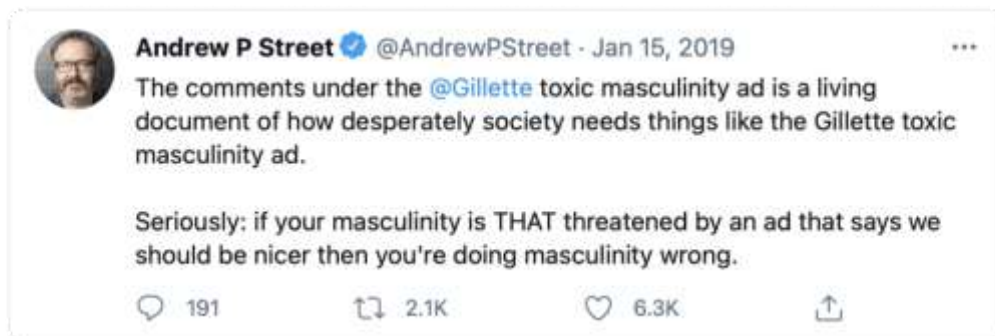 Andrew P Street @AndrewPStreet · Jan 15, 2019
The comments under the @Gillette toxic masculinity ad is a living
document of how desperately society needs things like the Gillette toxic
masculinity ad.
Seriously: if your masculinity is THAT threatened by an ad that says we
should be nicer then you're doing masculinity wrong.
191 2.1K 6.3K